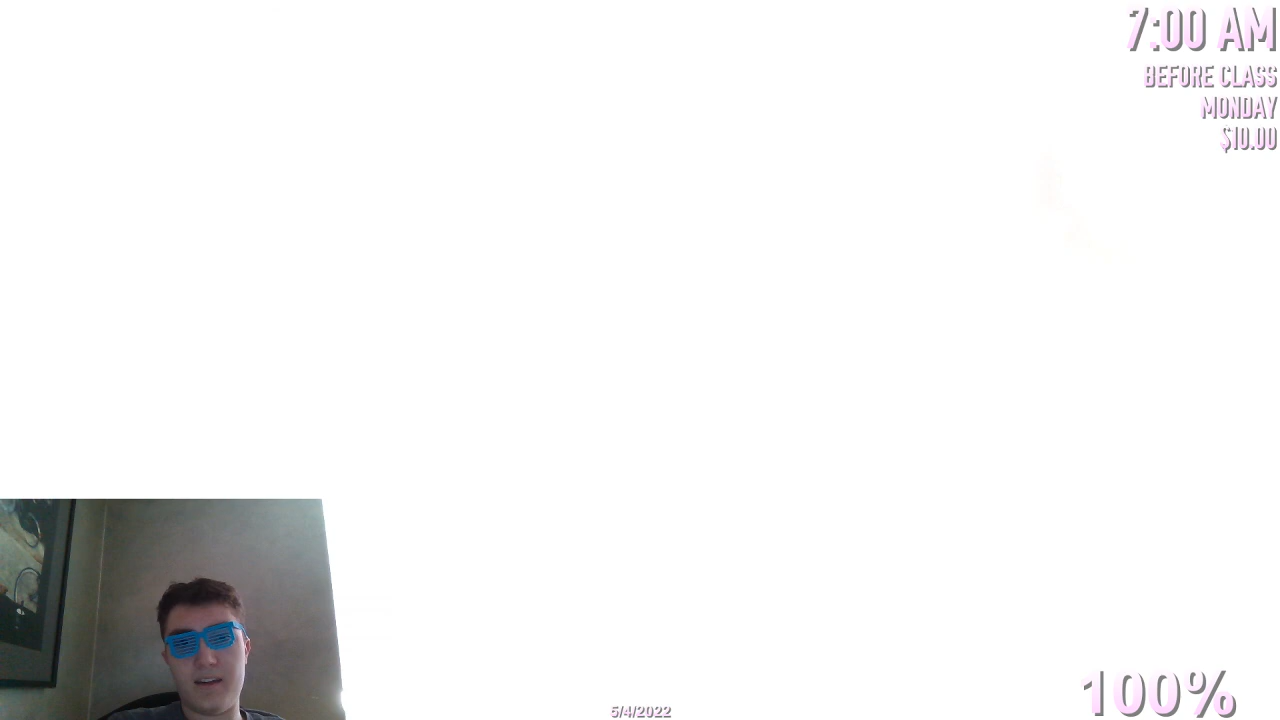 7:00 AM
BEFORE CLASS
MONDAY
$10.00
100%
5/4/2022